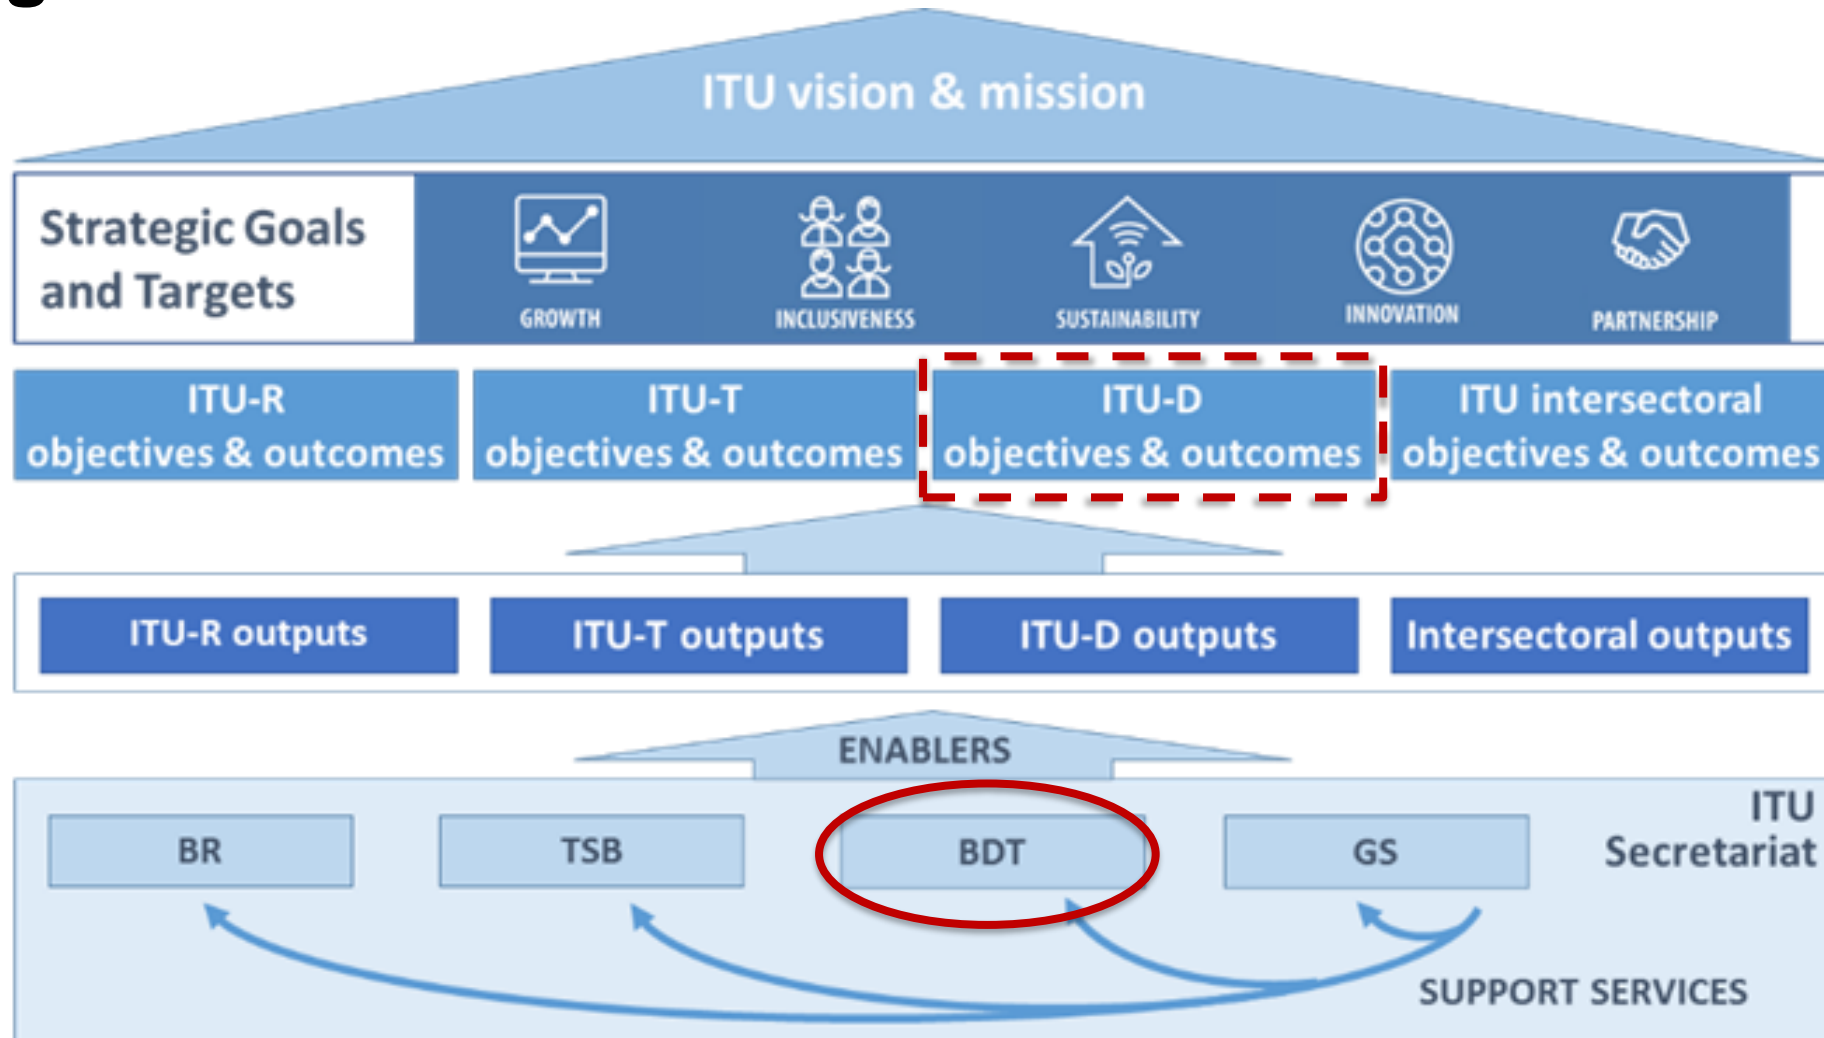 ITU vision & mission
Strategic Goals
and Targets
GROWTH
INCLUSIVENESS
SUSTAINABILITY
INNOVATION
PARTNERSHIP
ITU-R
objectives & outcomes
ITU-T
objectives & outcomes
ITU-D
objectives & outcomes
ITU intersectoral
objectives & outcomes
ITU-R outputs
ITU-T outputs
ITU-D outputs
Intersectoral outputs
ENABLERS
BR
TSB
BDT
GS
ITU
Secretariat
SUPPORT SERVICES